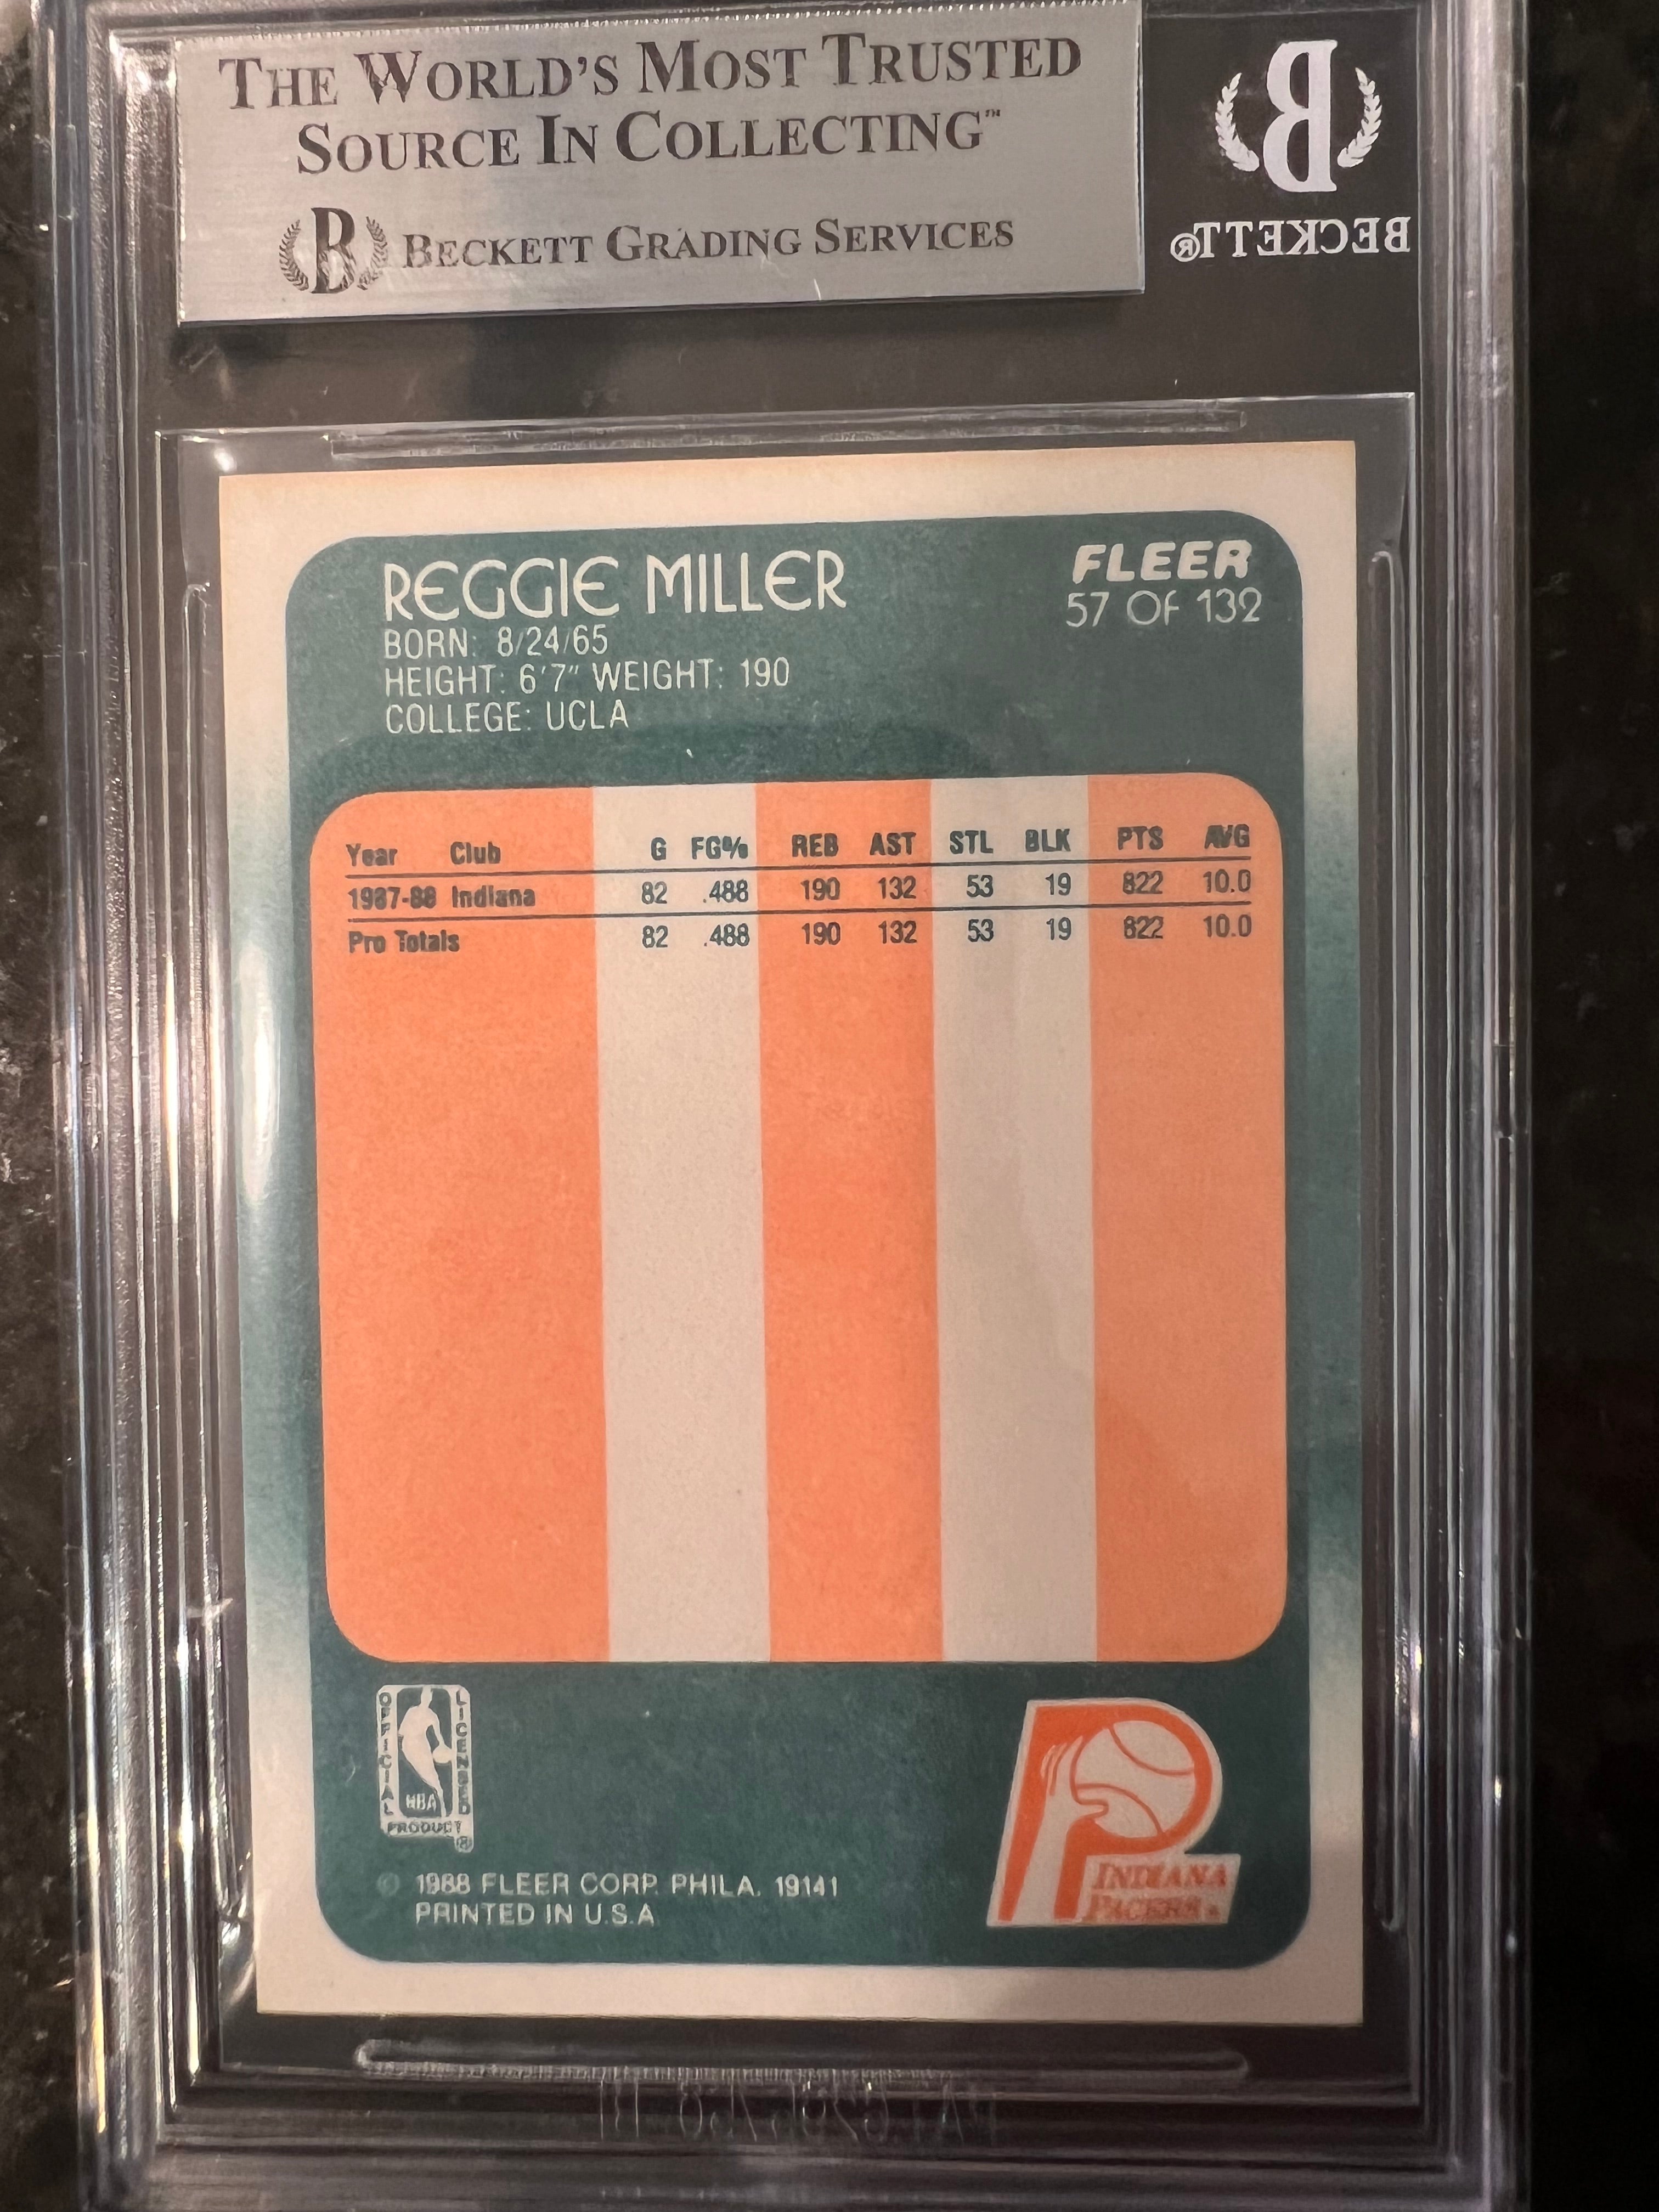 THE WORLD'S MOST TRUSTED
SOURCE IN COLLECTING™
B BECKETT GRADING SERVICES
B
BECKETT®
REGGIE MILLER
FLEER
57 OF 132
BORN: 8/24/65
HEIGHT: 6'7" WEIGHT: 190
COLLEGE: UCLA
Year Club G FG% REB AST STL BLK PTS AVG
1987-88 Indiana 82 .488 190 132 53 19 822 10.0
Pro Totals 82 .488 190 132 53 19 822 10.0
OFFICIAL
LICENSED
NBA
PRODUCT
®
INDIANA
PACERS
© 1988 FLEER CORP. PHILA. 19141
PRINTED IN U.S.A